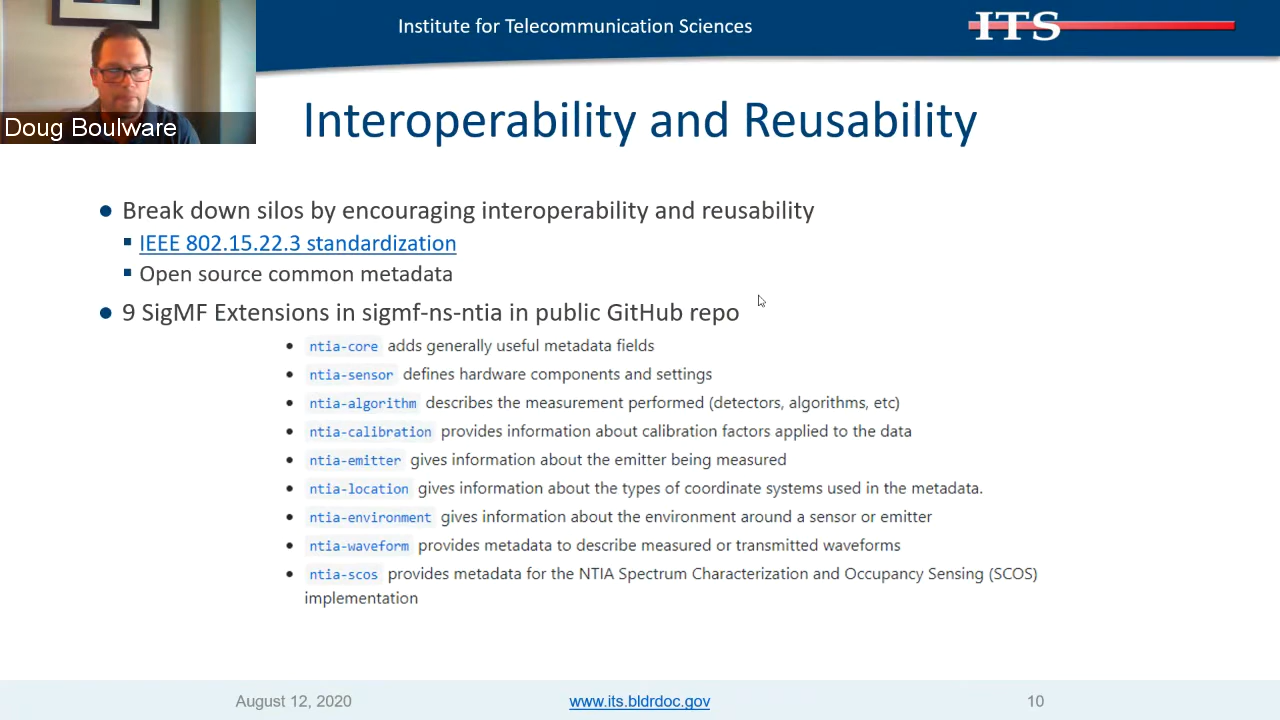 Institute for Telecommunication Sciences
ITS
Doug Boulware
Interoperability and Reusability
Break down silos by encouraging interoperability and reusability
IEEE 802.15.22.3 standardization
Open source common metadata
9 SigMF Extensions in sigmf-ns-ntia in public GitHub repo
ntia-core adds generally useful metadata fields
ntia-sensor defines hardware components and settings
ntia-algorithm describes the measurement performed (detectors, algorithms, etc)
ntia-calibration provides information about calibration factors applied to the data
ntia-emitter gives information about the emitter being measured
ntia-location gives information about the types of coordinate systems used in the metadata.
ntia-environment gives information about the environment around a sensor or emitter
ntia-waveform provides metadata to describe measured or transmitted waveforms
ntia-scos provides metadata for the NTIA Spectrum Characterization and Occupancy Sensing (SCOS)
implementation
August 12, 2020
www.its.bldrdoc.gov
10